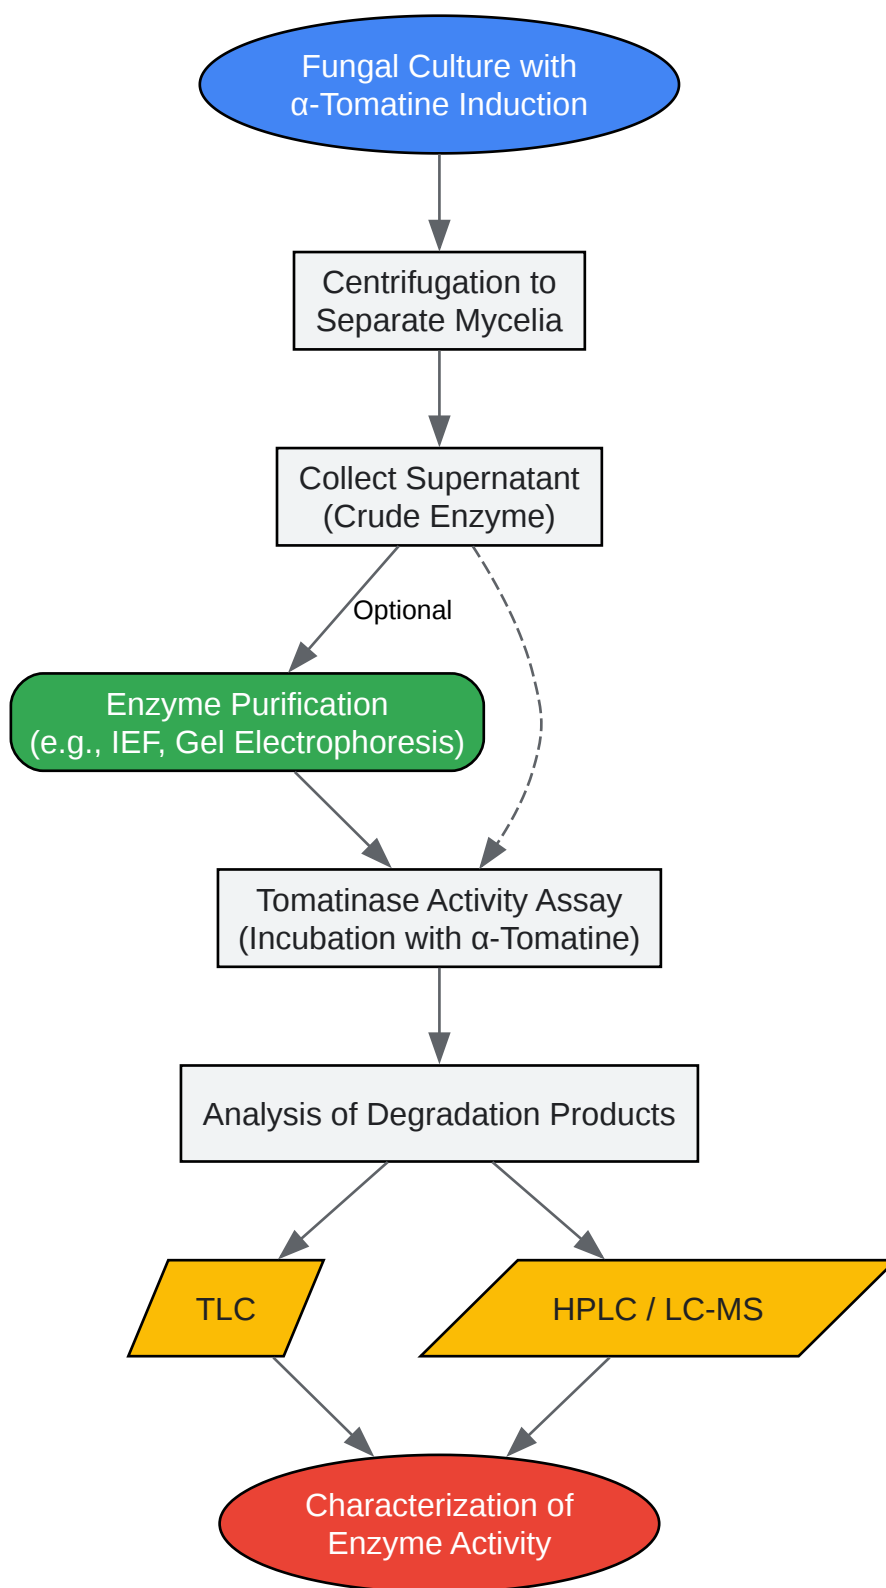 Fungal Culture with
α-Tomatine Induction
Centrifugation to
Separate Mycelia
Collect Supernatant
(Crude Enzyme)
Optional
Enzyme Purification
(e.g., IEF, Gel Electrophoresis)
Tomatinase Activity Assay
(Incubation with α-Tomatine)
Analysis of Degradation Products
TLC
HPLC / LC-MS
Characterization of
Enzyme Activity